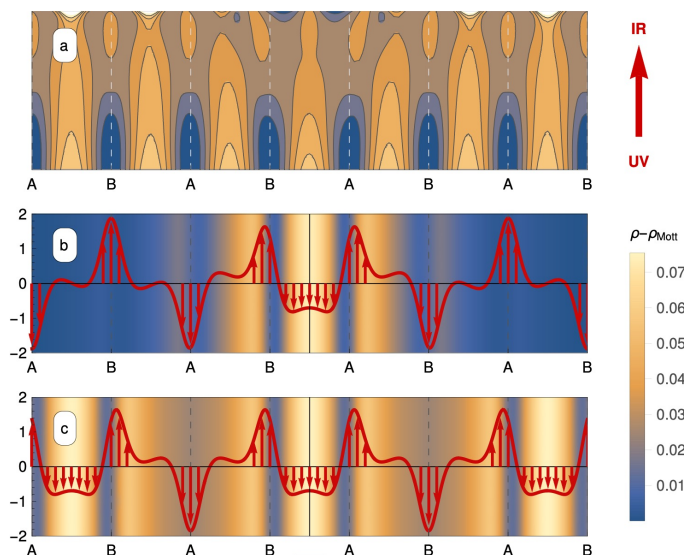 a
IR
UV
A B A B A B A B
b
2
1
0
-1
-2
A B A B A B A B
c
2
1
0
-1
-2
A B A B A B A B
ρ-ρMott
0.07
0.06
0.05
0.04
0.03
0.02
0.01